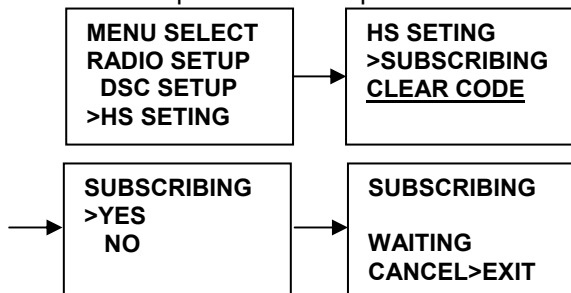 MENU SELECT
RADIO SETUP
DSC SETUP
>HS SETING
HS SETING
>SUBSCRIBING
CLEAR CODE
SUBSCRIBING
>YES
NO
SUBSCRIBING
WAITING
CANCEL>EXIT